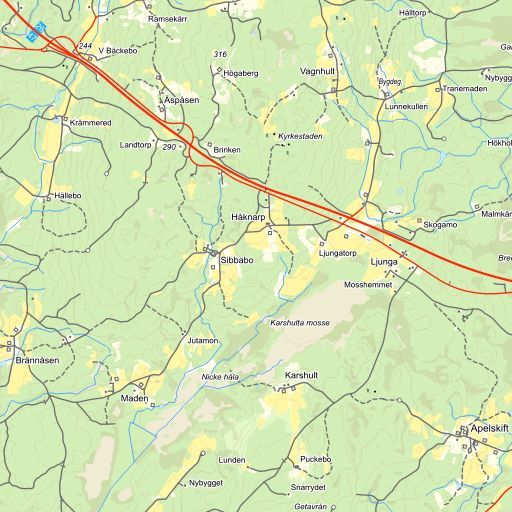 Hälltorp
Ramsekärr
244
V Bäckebo
316
Högaberg
Vagnhult
Bygdeg.
Nybygg
Tranemaden
Lunnekullen
Aspåsen
Krämmered
Kyrkestaden
Landtorp
290
Brinken
Hökhol
Hällebo
Håknarp
Skogamo
Malmkär
Ljungatorp
Ljunga
Bre
Sibbabo
Mosshemmet
Karshulta mosse
Jutamon
Brännåsen
Nicke håla
Karshult
Maden
Apelskift
Lunden
Puckebo
Nybygget
Snarrydet
Getavrån